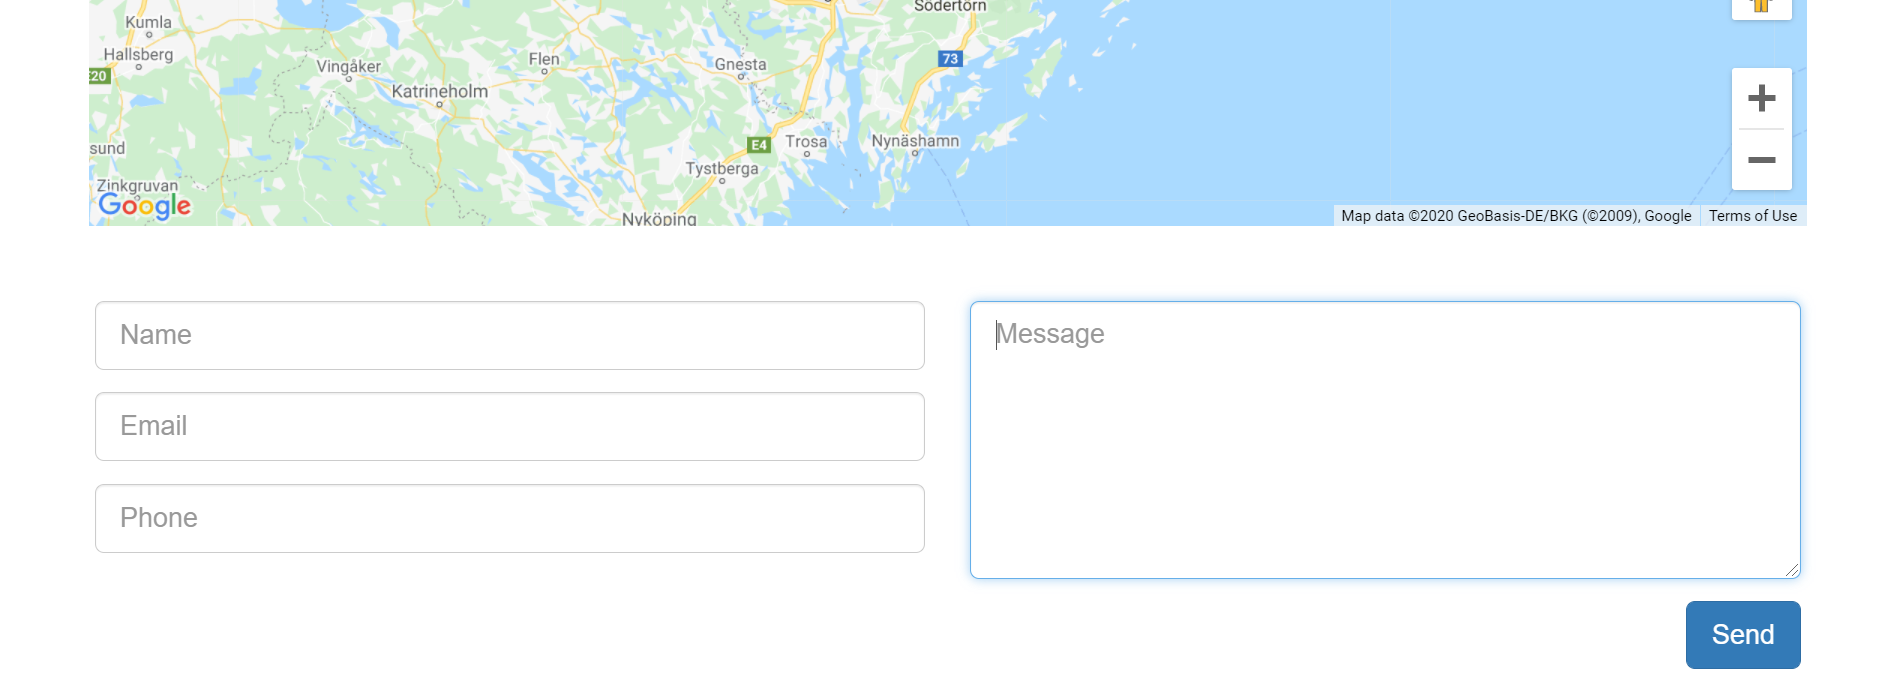 Södertörn
Kumla
Hallsberg
E20
Vingåker
Flen
Gnesta
73
Katrineholm
sund
E4
Trosa
Nynäshamn
Tystberga
Zinkgruvan
Google
Nyköping
Map data ©2020 GeoBasis-DE/BKG (©2009), Google
Terms of Use
Name
Message
Email
Phone
Send